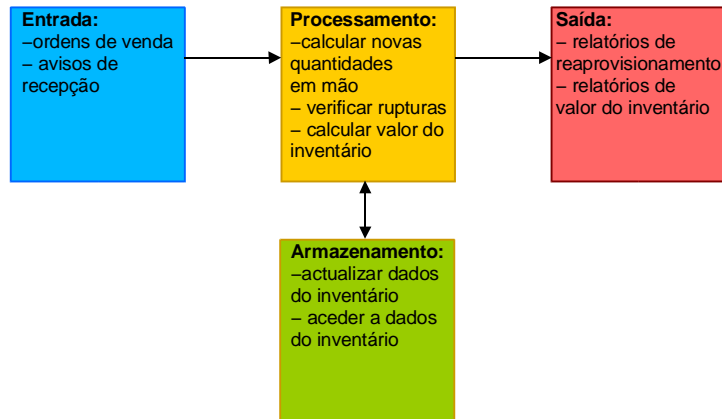 Entrada:
–ordens de venda
– avisos de
recepção
Processamento:
–calcular novas
quantidades
em mão
– verificar rupturas
– calcular valor do
inventário
Saída:
– relatórios de
reaprovisionamento
– relatórios de
valor do inventário
Armazenamento:
–actualizar dados
do inventário
– aceder a dados
do inventário